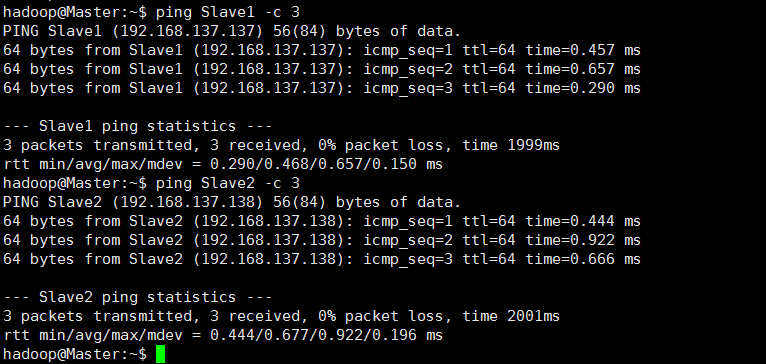 hadoop@Master:~$ ping Slave1 -c 3
PING Slave1 (192.168.137.137) 56(84) bytes of data.
64 bytes from Slave1 (192.168.137.137): icmp_seq=1 ttl=64 time=0.457 ms
64 bytes from Slave1 (192.168.137.137): icmp_seq=2 ttl=64 time=0.657 ms
64 bytes from Slave1 (192.168.137.137): icmp_seq=3 ttl=64 time=0.290 ms

--- Slave1 ping statistics ---
3 packets transmitted, 3 received, 0% packet loss, time 1999ms
rtt min/avg/max/mdev = 0.290/0.468/0.657/0.150 ms
hadoop@Master:~$ ping Slave2 -c 3
PING Slave2 (192.168.137.138) 56(84) bytes of data.
64 bytes from Slave2 (192.168.137.138): icmp_seq=1 ttl=64 time=0.444 ms
64 bytes from Slave2 (192.168.137.138): icmp_seq=2 ttl=64 time=0.922 ms
64 bytes from Slave2 (192.168.137.138): icmp_seq=3 ttl=64 time=0.666 ms

--- Slave2 ping statistics ---
3 packets transmitted, 3 received, 0% packet loss, time 2001ms
rtt min/avg/max/mdev = 0.444/0.677/0.922/0.196 ms
hadoop@Master:~$